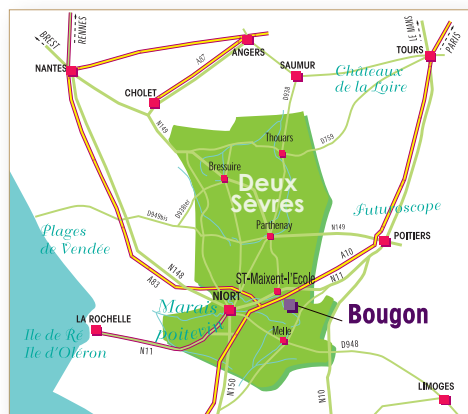 BREST
RENNES
LE MANS
PARIS
ANGERS
TOURS
SAUMUR
NANTES
A87
CHOLET
Châteaux
de la Loire
D938
N149
Thouars
D759
Bressuire
Deux
Sèvres
D938ter
D949bis
Futuroscope
Parthenay
N149
POITIERS
Plages
de Vendée
A10
N148
A83
ST-Maixent-l'Ecole
N11
NIORT
Marais
poitevin
Bougon
LA ROCHELLE
Ile de Ré
Ile d'Oléron
N11
Melle
D948
N150
N10
LIMOGES